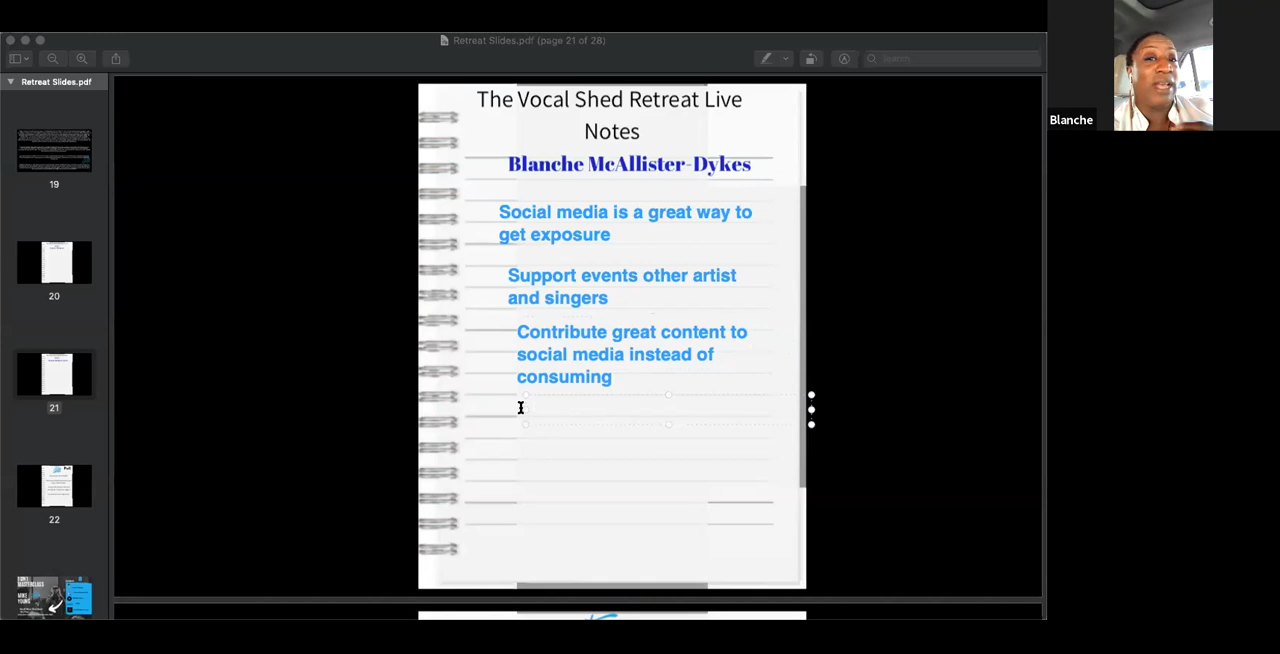 Retreat Slides.pdf (page 21 of 28)
Search
Retreat Slides.pdf
19
20
21
22
Poll
The Vocal Shed Retreat Live
Notes
Blanche McAllister-Dykes
Social media is a great way to
get exposure
Support events other artist
and singers
Contribute great content to
social media instead of
consuming
Blanche